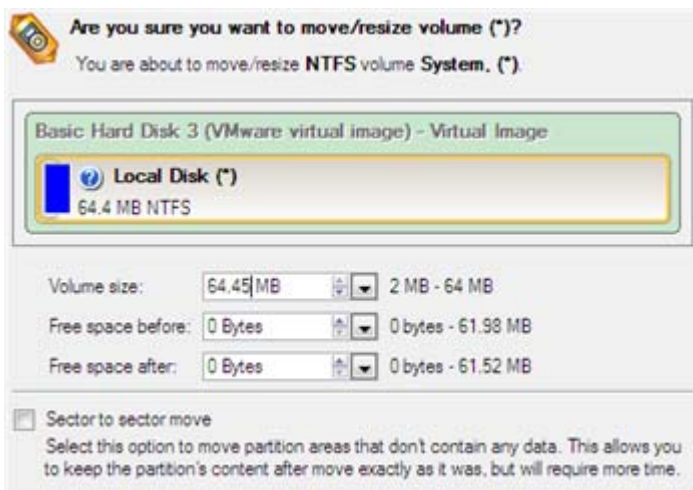 Are you sure you want to move/resize volume (*)?
You are about to move/resize NTFS volume System, (*).
Basic Hard Disk 3 (VMware virtual image) - Virtual Image
Local Disk (*)
64.4 MB NTFS
Volume size: 64.45 MB 2 MB - 64 MB
Free space before: 0 Bytes 0 bytes - 61.98 MB
Free space after: 0 Bytes 0 bytes - 61.52 MB
Sector to sector move
Select this option to move partition areas that don't contain any data. This allows you
to keep the partition's content after move exactly as it was, but will require more time.